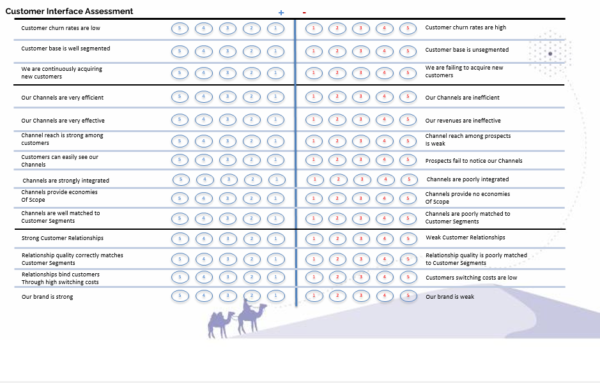 Customer Interface Assessment
+ -
Customer churn rates are low 5 4 3 2 1 1 2 3 4 5 Customer churn rates are high
Customer base is well segmented 5 4 3 2 1 1 2 3 4 5 Customer base is unsegmented
We are continuously acquiring
new customers 5 4 3 2 1 1 2 3 4 5 We are failing to acquire new
customers
Our Channels are very efficient 5 4 3 2 1 1 2 3 4 5 Our Channels are inefficient
Our Channels are very effective 5 4 3 2 1 1 2 3 4 5 Our revenues are ineffective
Channel reach is strong among
customers 5 4 3 2 1 1 2 3 4 5 Channel reach among prospects
is weak
Customers can easily see our
Channels 5 4 3 2 1 1 2 3 4 5 Prospects fail to notice our Channels
Channels are strongly integrated 5 4 3 2 1 1 2 3 4 5 Channels are poorly integrated
Channels provide economies
Of Scope 5 4 3 2 1 1 2 3 4 5 Channels provide no economies
Of Scope
Channels are well matched to
Customer Segments 5 4 3 2 1 1 2 3 4 5 Channels are poorly matched to
Customer Segments
Strong Customer Relationships 5 4 3 2 1 1 2 3 4 5 Weak Customer Relationships
Relationship quality correctly matches
Customer Segments 5 4 3 2 1 1 2 3 4 5 Relationship quality is poorly matched
to Customer Segments
Relationships bind customers
Through high switching costs 5 4 3 2 1 1 2 3 4 5 Customers switching costs are low
Our brand is strong 5 4 3 2 1 1 2 3 4 5 Our brand is weak